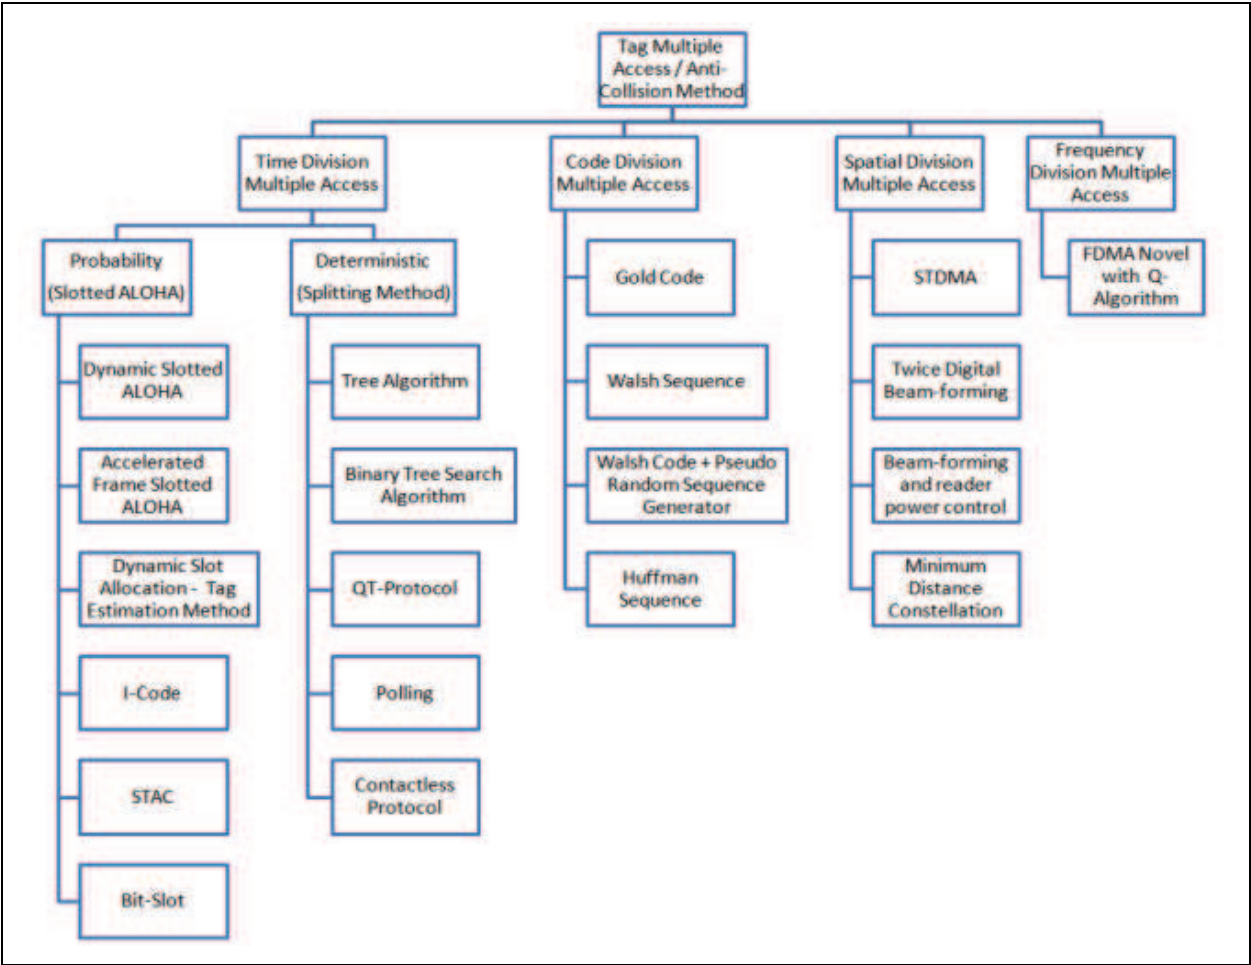 Tag Multiple
Access / Anti-
Collision Method
Time Division
Multiple Access
Code Division
Multiple Access
Spatial Division
Multiple Access
Frequency
Division Multiple
Access
Probability
(Slotted ALOHA)
Deterministic
(Splitting Method)
Gold Code
STDMA
FDMA Novel
with Q-
Algorithm
Dynamic Slotted
ALOHA
Tree Algorithm
Walsh Sequence
Twice Digital
Beam-forming
Accelerated
Frame Slotted
ALOHA
Binary Tree Search
Algorithm
Walsh Code + Pseudo
Random Sequence
Generator
Beam-forming
and reader
power control
Dynamic Slot
Allocation - Tag
Estimation Method
QT-Protocol
Huffman
Sequence
Minimum
Distance
Constellation
I-Code
Polling
STAC
Contactless
Protocol
Bit-Slot